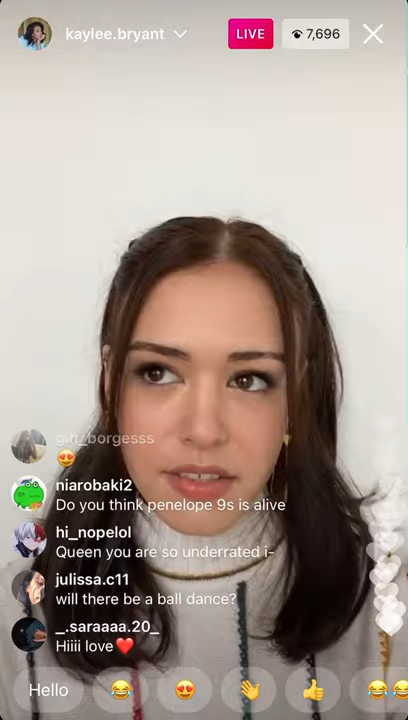 kaylee.bryant
LIVE
7,696
git_borgesss
😍
niarobaki2
Do you think penelope 9s is alive
hi_nopelol
Queen you are so underrated i-
julissa.c11
will there be a ball dance?
_.saraaaa.20_
Hiiii love❤️
Hello 😂 😍 👋 👍 😂😂